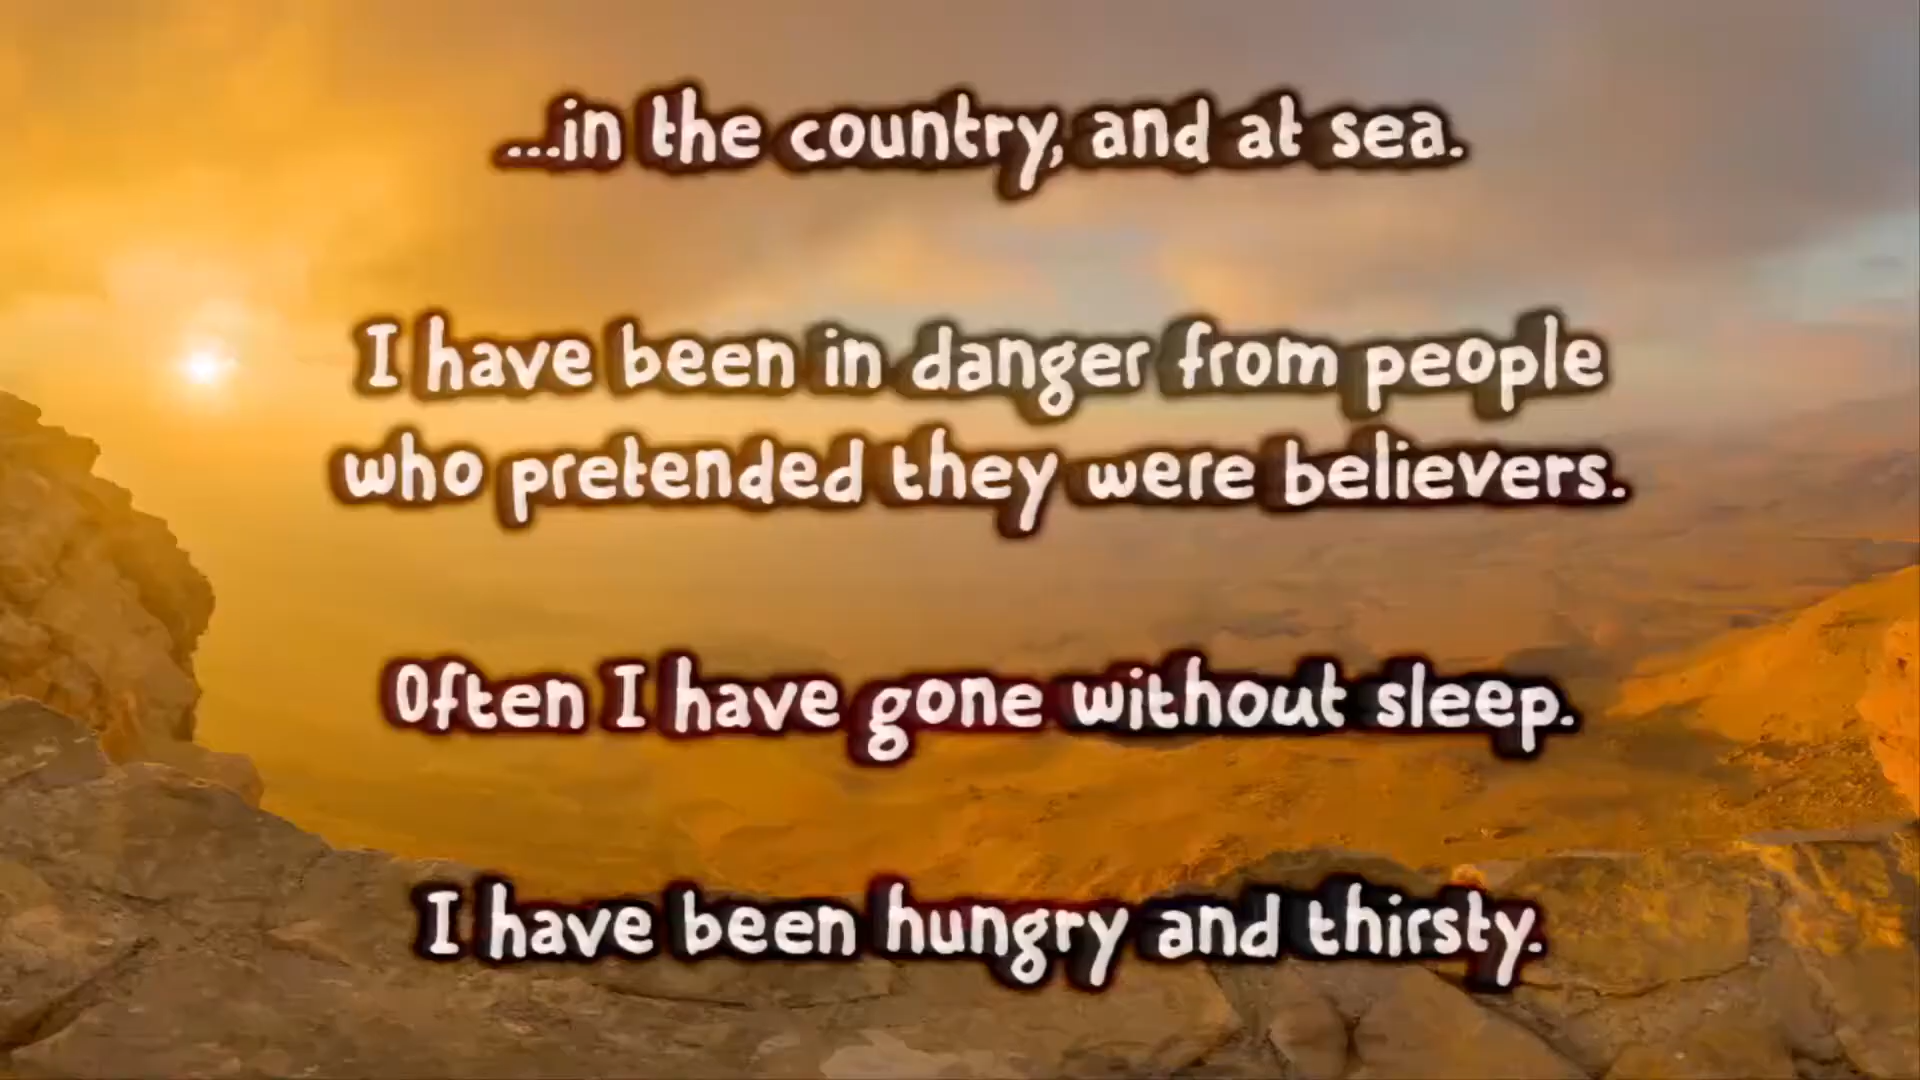 ...in the country, and at sea.
I have been in danger from people
who pretended they were believers.
Often I have gone without sleep.
I have been hungry and thirsty.